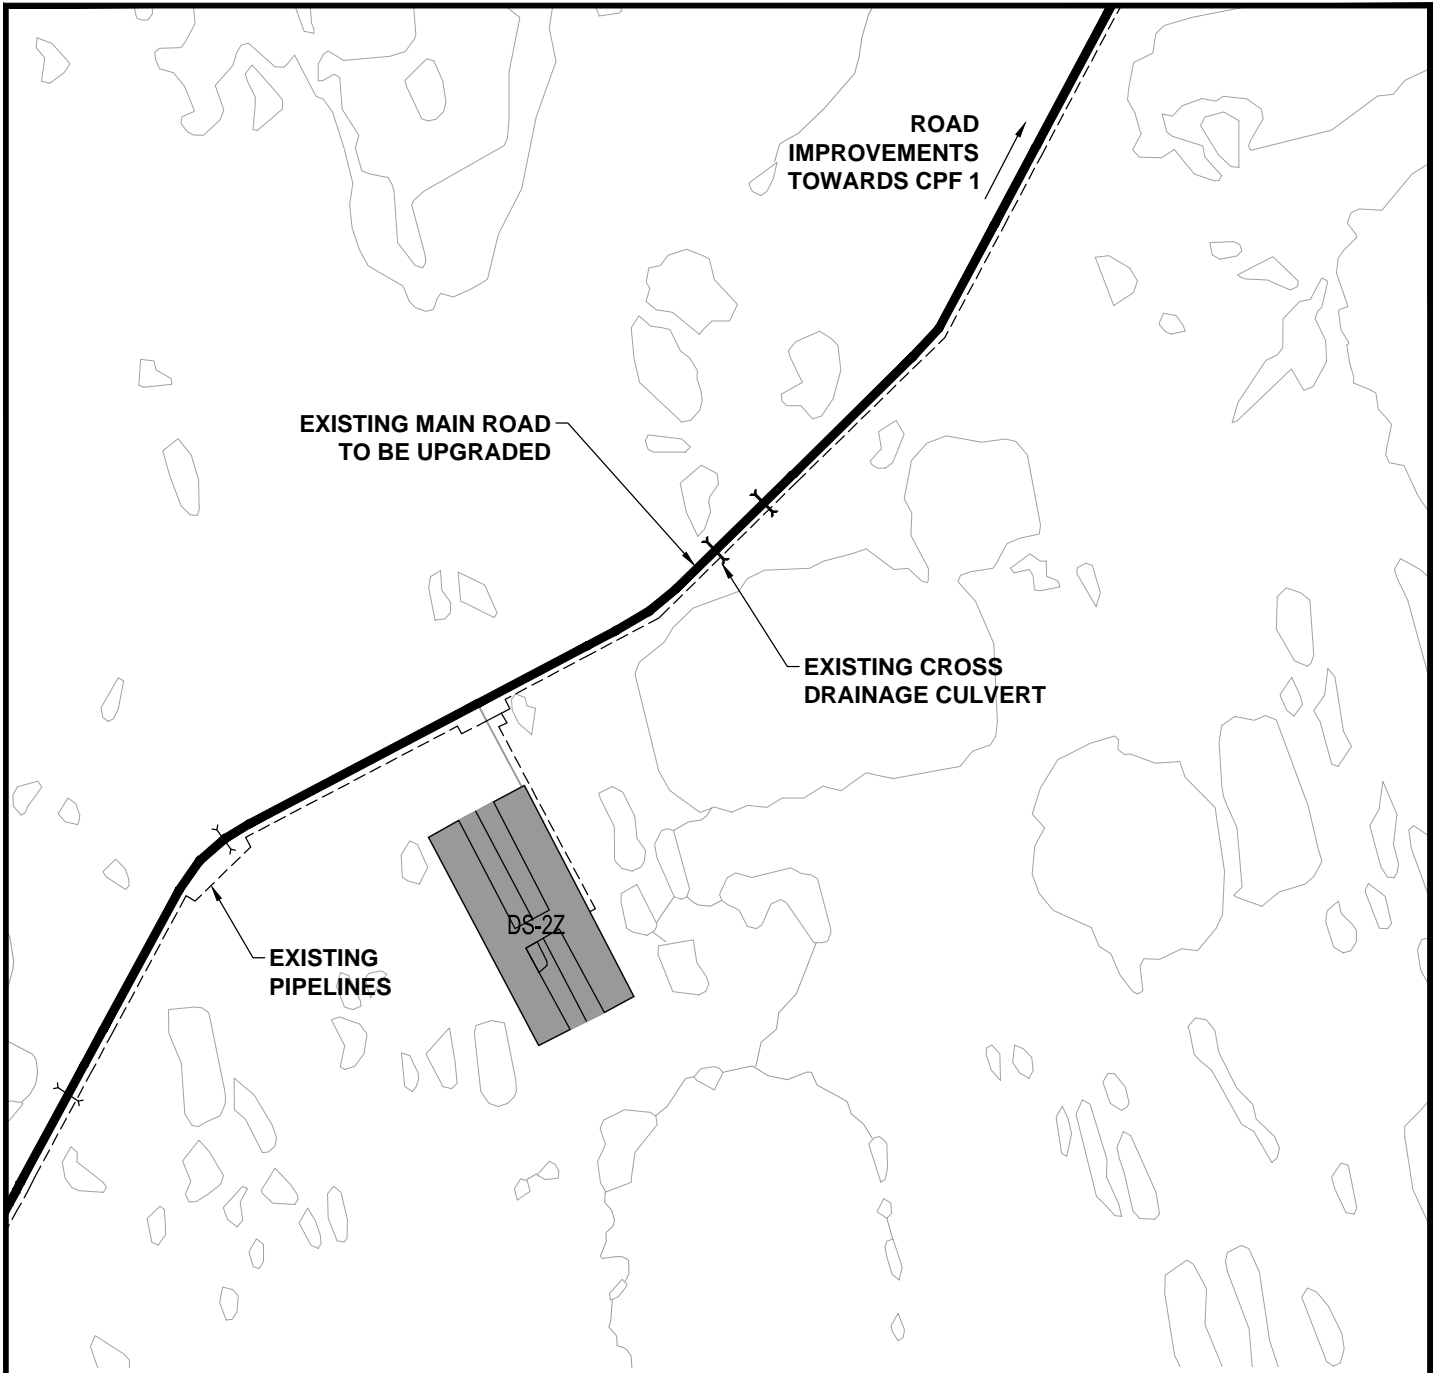 ROAD
IMPROVEMENTS
TOWARDS CPF 1
EXISTING MAIN ROAD
TO BE UPGRADED
EXISTING CROSS
DRAINAGE CULVERT
DS-2Z
EXISTING
PIPELINES